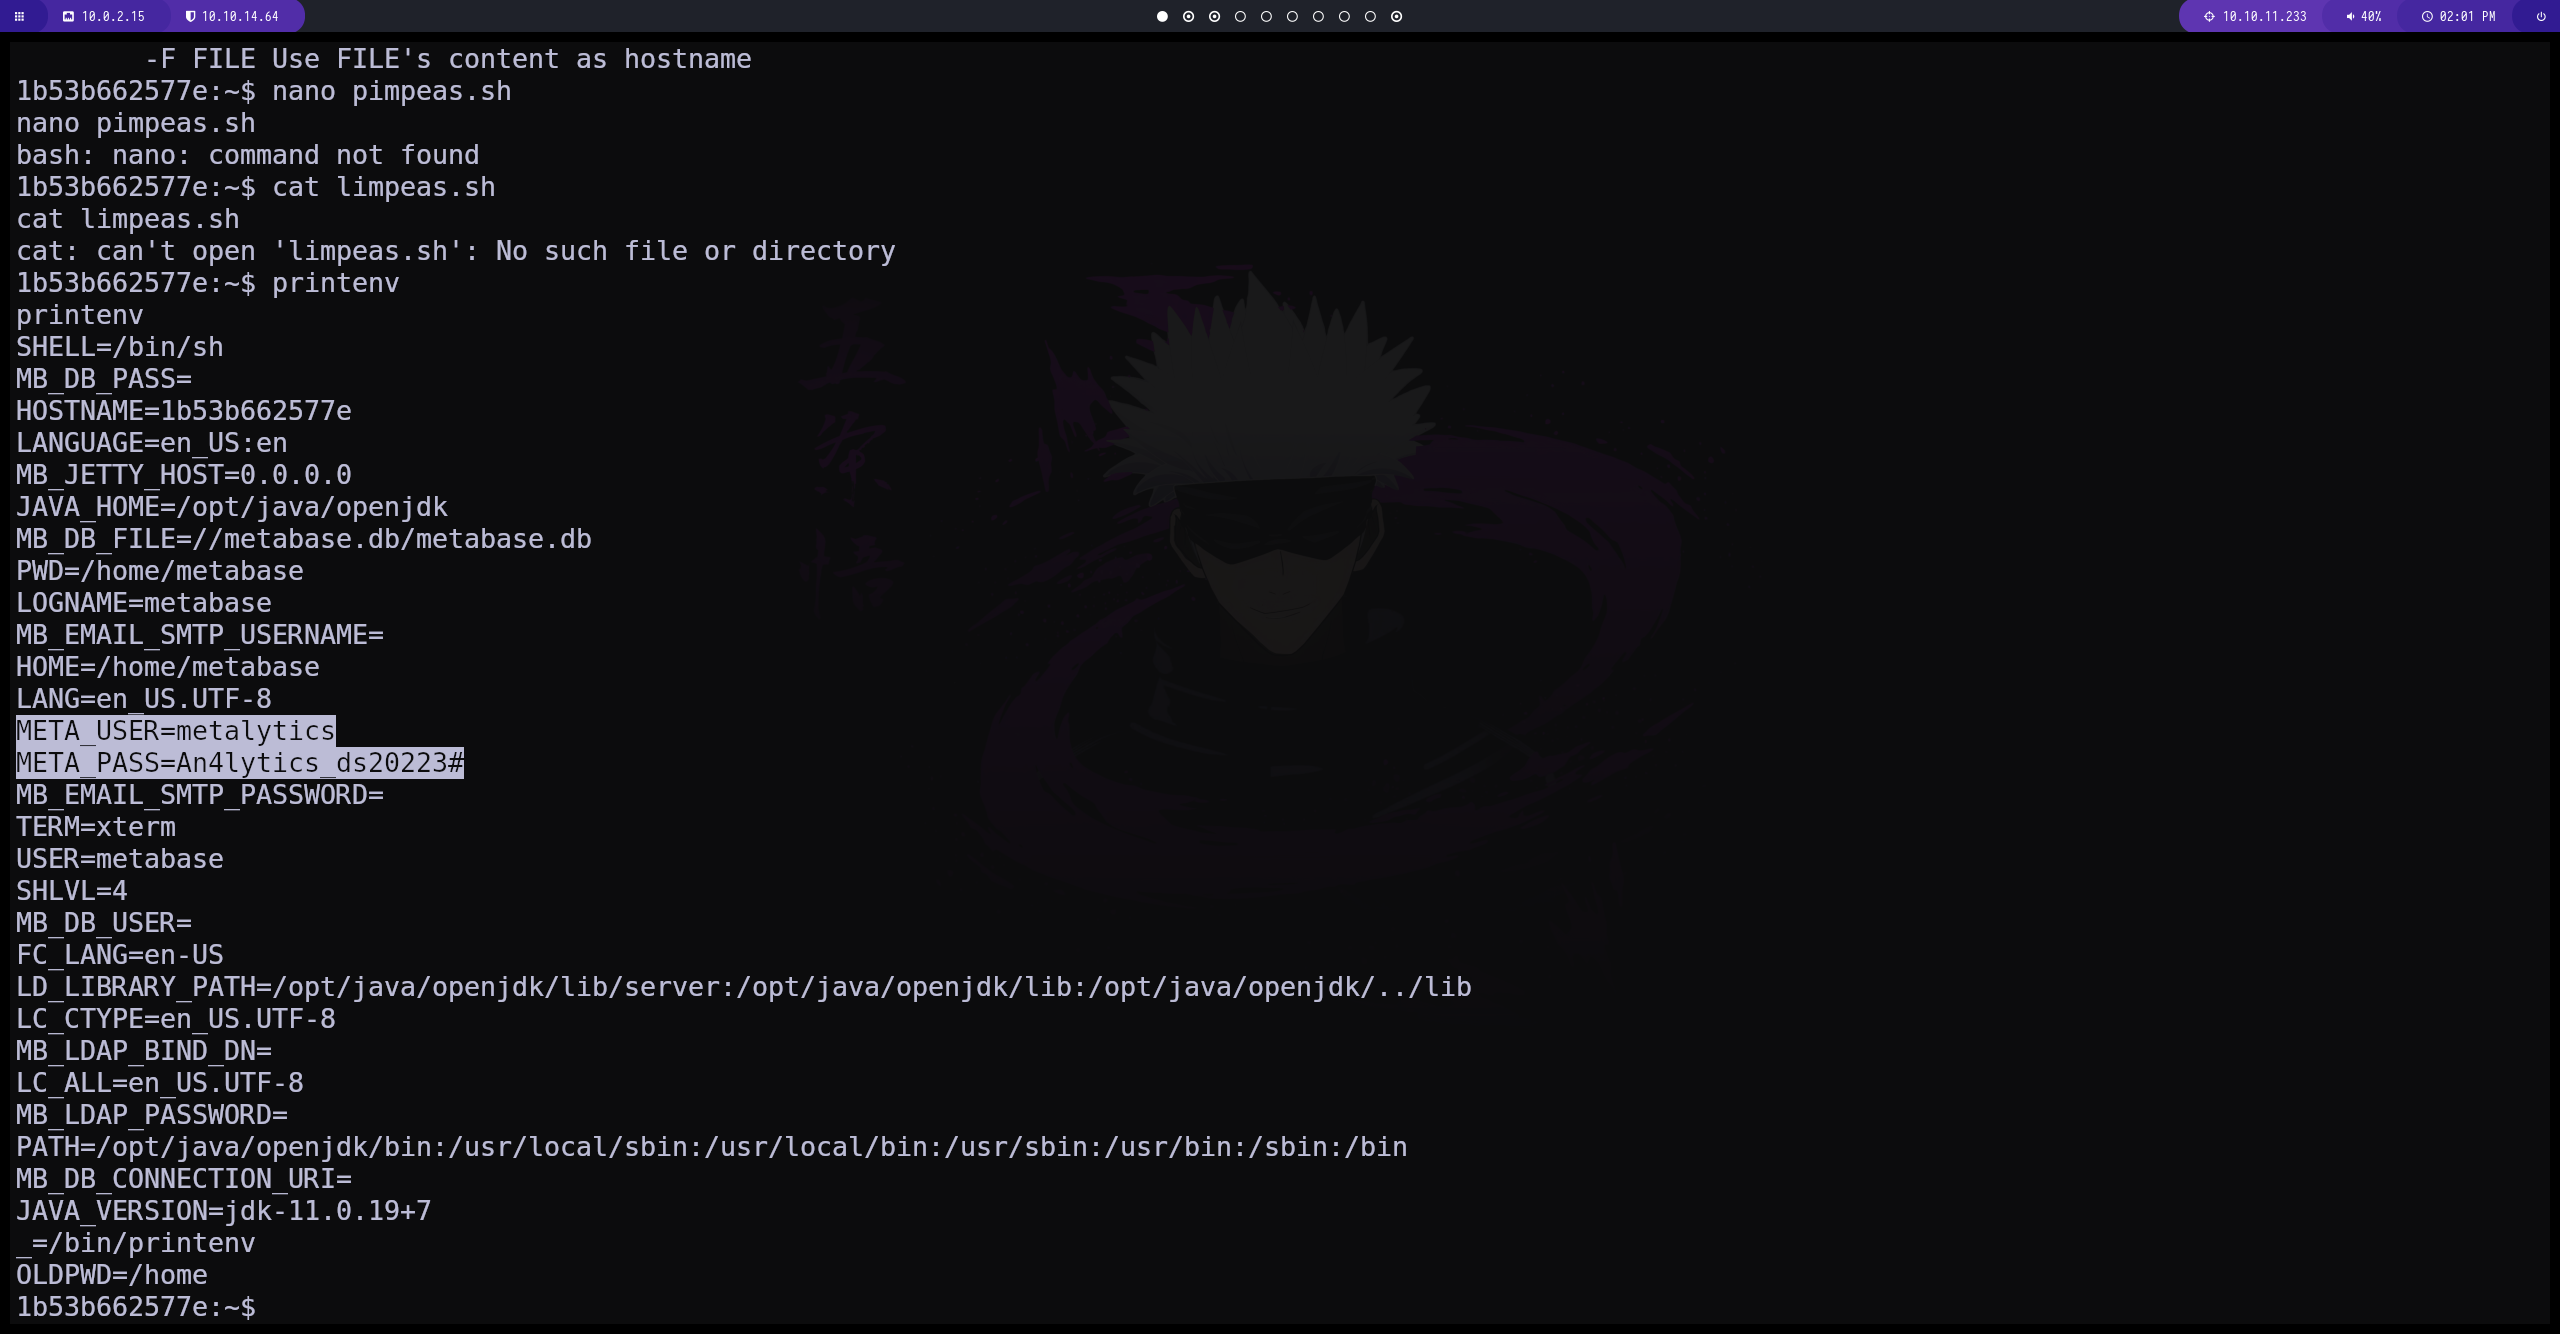 10.0.2.15 10.10.14.64 10.10.11.233 40% 02:01 PM
-F FILE Use FILE's content as hostname
1b53b662577e:~$ nano pimpeas.sh
nano pimpeas.sh
bash: nano: command not found
1b53b662577e:~$ cat limpeas.sh
cat limpeas.sh
cat: can't open 'limpeas.sh': No such file or directory
1b53b662577e:~$ printenv
printenv
SHELL=/bin/sh
MB_DB_PASS=
HOSTNAME=1b53b662577e
LANGUAGE=en_US:en
MB_JETTY_HOST=0.0.0.0
JAVA_HOME=/opt/java/openjdk
MB_DB_FILE=//metabase.db/metabase.db
PWD=/home/metabase
LOGNAME=metabase
MB_EMAIL_SMTP_USERNAME=
HOME=/home/metabase
LANG=en_US.UTF-8
META_USER=metalytics
META_PASS=An4lytics_ds20223#
MB_EMAIL_SMTP_PASSWORD=
TERM=xterm
USER=metabase
SHLVL=4
MB_DB_USER=
FC_LANG=en-US
LD_LIBRARY_PATH=/opt/java/openjdk/lib/server:/opt/java/openjdk/lib:/opt/java/openjdk/../lib
LC_CTYPE=en_US.UTF-8
MB_LDAP_BIND_DN=
LC_ALL=en_US.UTF-8
MB_LDAP_PASSWORD=
PATH=/opt/java/openjdk/bin:/usr/local/sbin:/usr/local/bin:/usr/sbin:/usr/bin:/sbin:/bin
MB_DB_CONNECTION_URI=
JAVA_VERSION=jdk-11.0.19+7
_=/bin/printenv
OLDPWD=/home
1b53b662577e:~$
五
条
悟